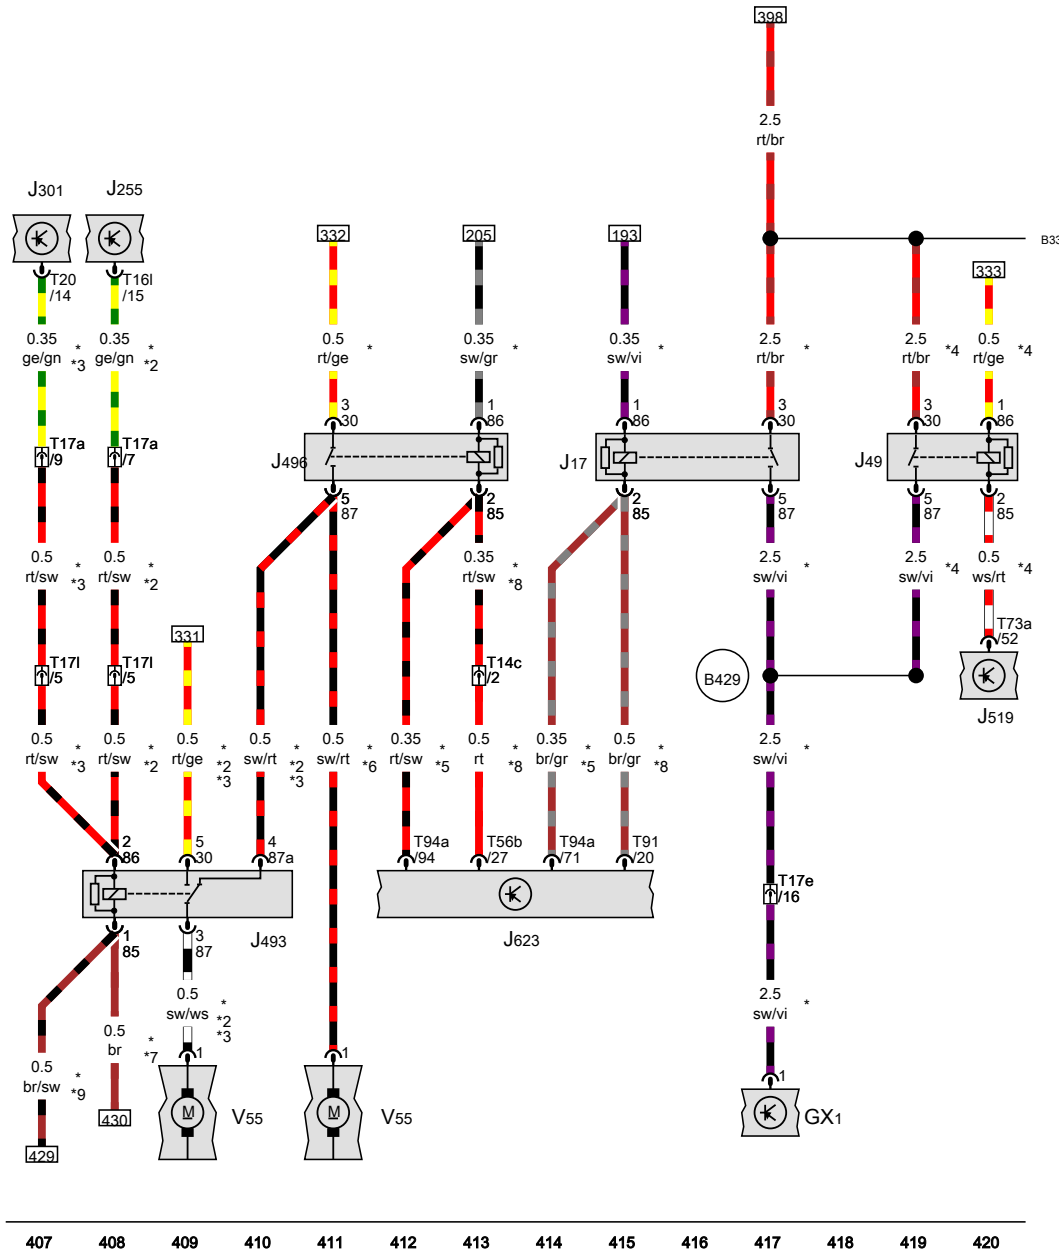 398
2.5
rt/br
J301
J255
332
205
193
B33
333
T20
/14
T16l
/15
0.35
ge/gn
*
*3
0.35
ge/gn
*
*2
0.5
rt/ge
*
0.35
sw/gr
*
0.35
sw/vi
*
2.5
rt/br
*
2.5
rt/br
*4
0.5
rt/ge
*4
3
30
1
86
1
86
3
30
3
30
1
86
T17a
/9
T17a
/7
J496
J17
J49
5
87
2
85
2
85
5
87
5
87
2
85
0.5
rt/sw
*
*3
0.5
rt/sw
*
*2
0.35
rt/sw
*
*8
2.5
sw/vi
*
2.5
sw/vi
*4
0.5
ws/rt
*4
331
T73a
/52
T17l
/5
T17l
/5
T14c
/2
B429
J519
0.5
rt/sw
*
*3
0.5
rt/sw
*
*2
0.5
rt/ge
*
*2
*3
0.5
sw/rt
*
*2
*3
0.5
sw/rt
*
*6
0.35
rt/sw
*
*5
0.5
rt
*
*8
0.35
br/gr
*
*5
0.5
br/gr
*
*8
2.5
sw/vi
*
2
86
5
30
4
87a
T94a
/94
T56b
/27
T94a
/71
T91
/20
T17e
/16
J493
J623
1
85
3
87
0.5
sw/ws
*
*2
*3
2.5
sw/vi
*
0.5
br
*
*7
1
1
0.5
br/sw
*
*9
1
M
V55
M
V55
GX1
430
429
407 408 409 410 411 412 413 414 415 416 417 418 419 420